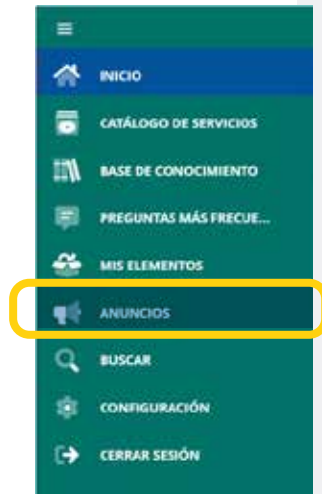 INICIO
CATÁLOGO DE SERVICIOS
BASE DE CONOCIMIENTO
PREGUNTAS MÁS FRECUE...
MIS ELEMENTOS
ANUNCIOS
BUSCAR
CONFIGURACIÓN
CERRAR SESIÓN